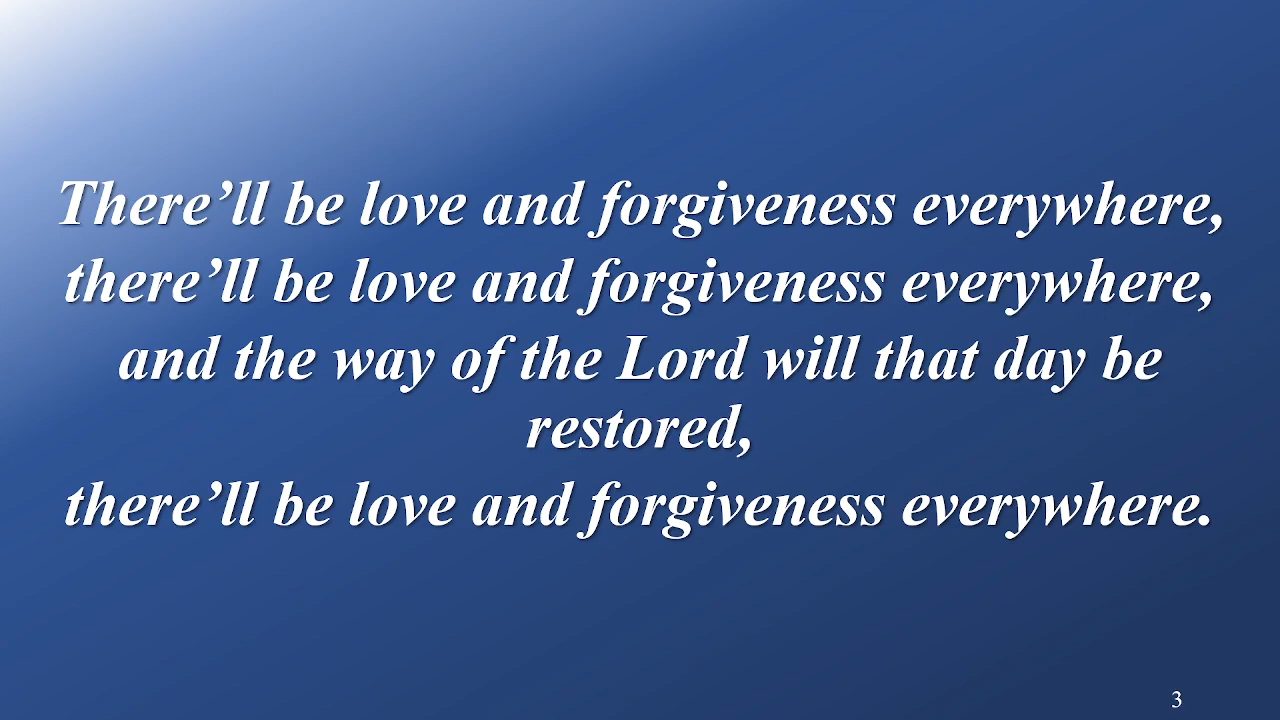 There’ll be love and forgiveness everywhere,
there’ll be love and forgiveness everywhere,
and the way of the Lord will that day be
restored,
there’ll be love and forgiveness everywhere.
3